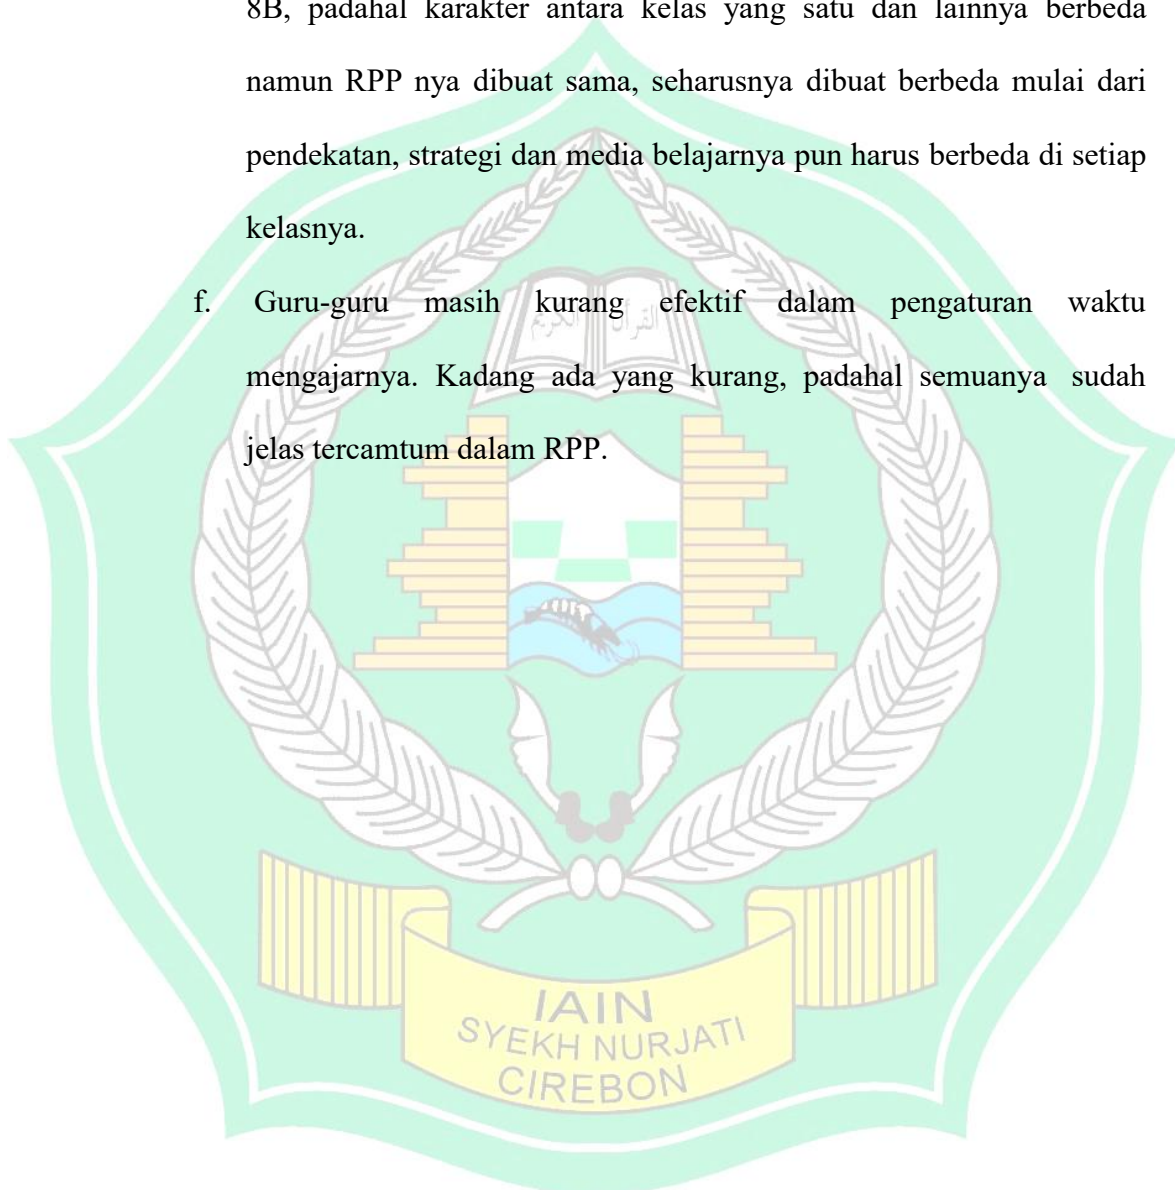 8B, padahal karakter antara kelas yang satu dan lainnya berbeda
namun RPP nya dibuat sama, seharusnya dibuat berbeda mulai dari
pendekatan, strategi dan media belajarnya pun harus berbeda di setiap
kelasnya.
f. Guru-guru masih kurang efektif dalam pengaturan waktu
mengajarnya. Kadang ada yang kurang, padahal semuanya sudah
jelas tercamtum dalam RPP.
القرآن الكريم
IAIN
SYEKH NURJATI
CIREBON